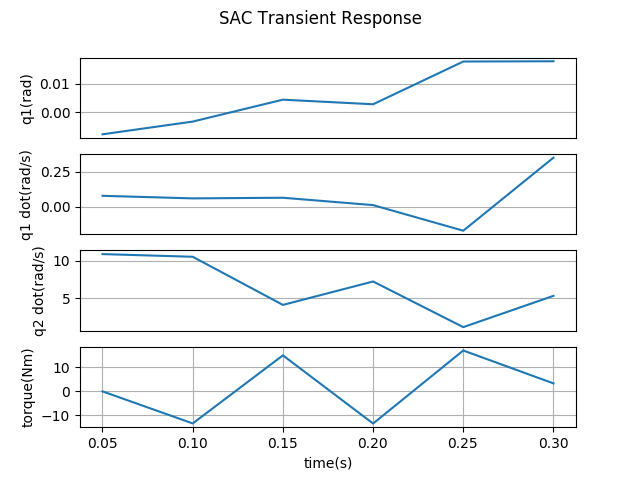 SAC Transient Response
q1(rad)
0.01
0.00
q1 dot(rad/s)
0.25
0.00
q2 dot(rad/s)
10
5
torque(Nm)
10
0
−10
0.05 0.10 0.15 0.20 0.25 0.30
time(s)